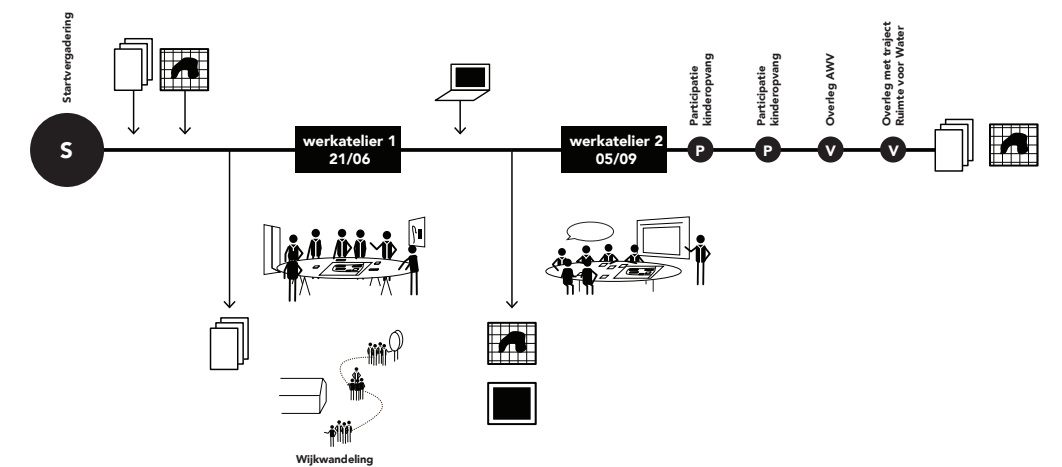 Startvergadering
S
werkatelier 1
21/06
werkatelier 2
05/09
Participatie
kinderopvang
P
Participatie
kinderopvang
P
Overleg AWV
V
Overleg met traject
Ruimte voor Water
V
Wijkwandeling